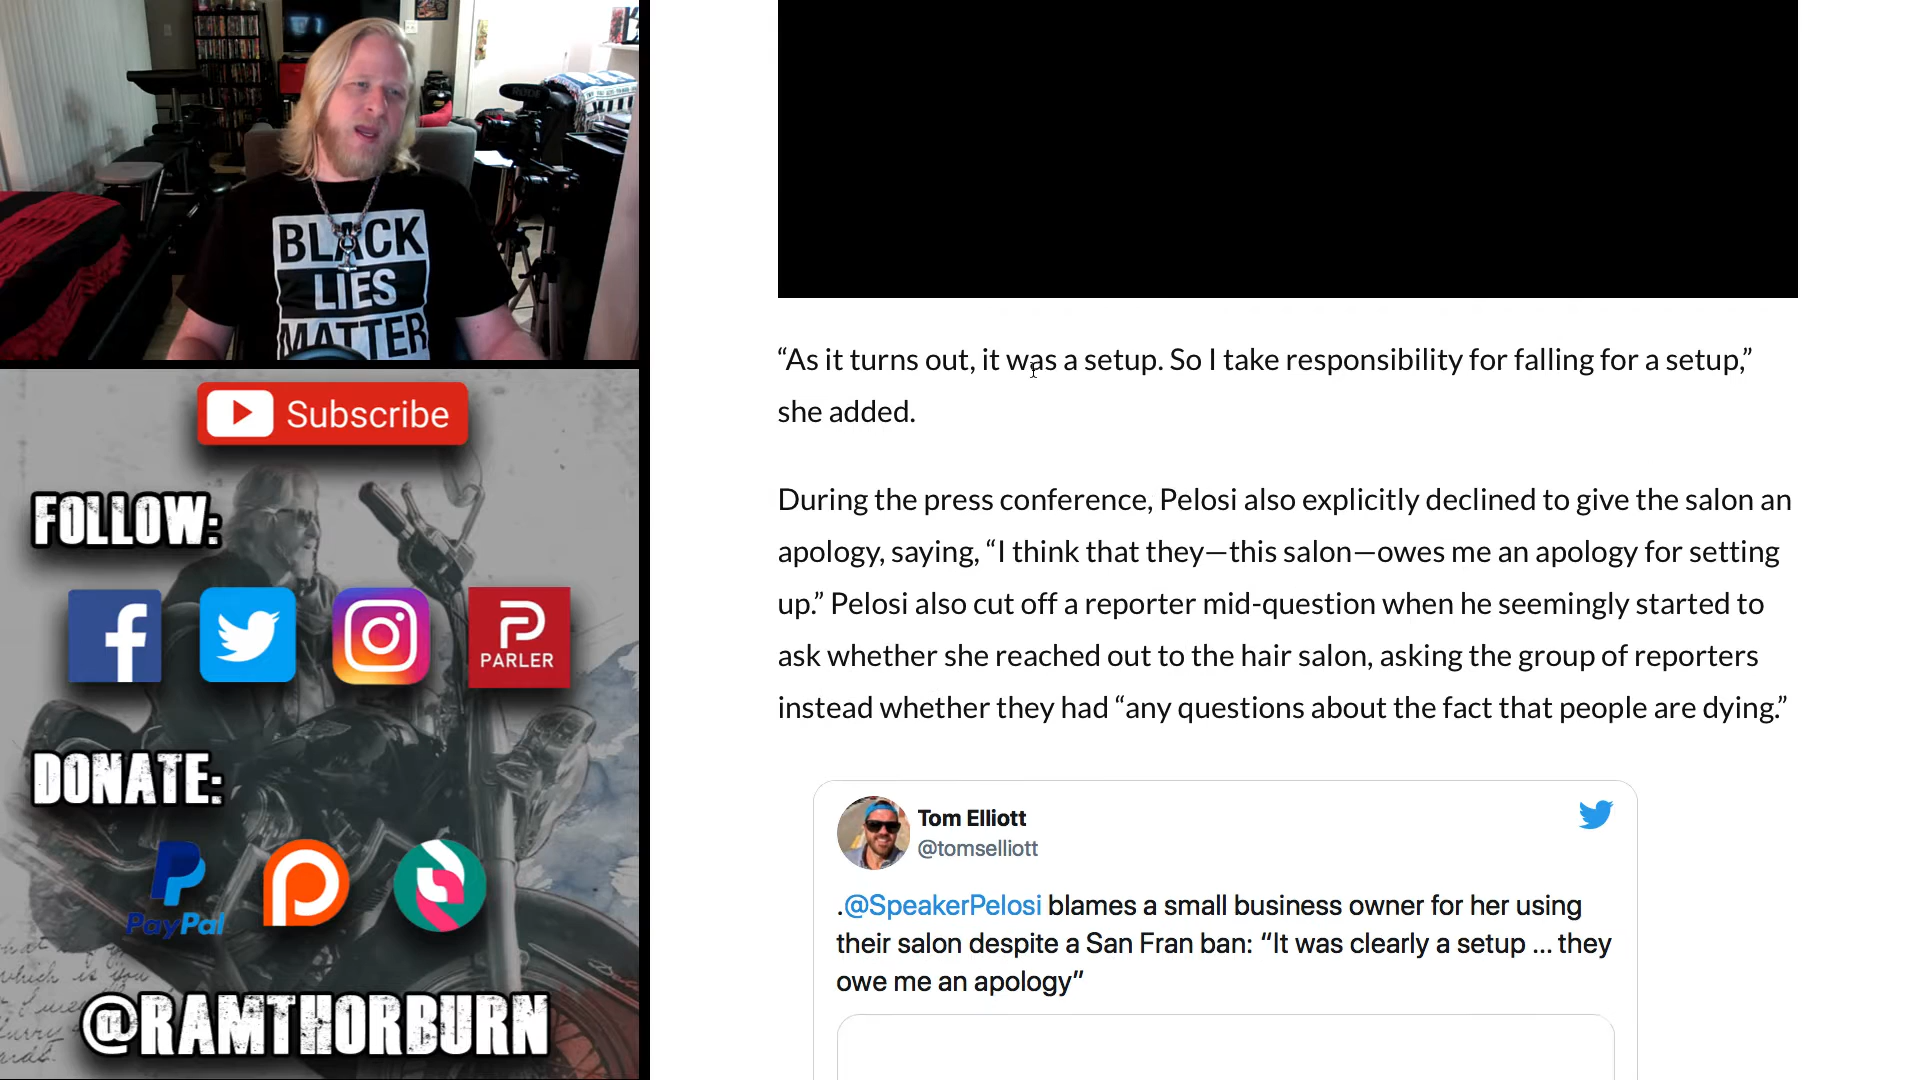 BLACK
LIES
MATTER
Subscribe
FOLLOW:
PARLER
DONATE:
PayPal
@RAMTHORBURN
“As it turns out, it was a setup. So I take responsibility for falling for a setup,”
she added.
During the press conference, Pelosi also explicitly declined to give the salon an
apology, saying, “I think that they—this salon—owes me an apology for setting
up.” Pelosi also cut off a reporter mid-question when he seemingly started to
ask whether she reached out to the hair salon, asking the group of reporters
instead whether they had “any questions about the fact that people are dying.”
Tom Elliott
@tomselliott
.@SpeakerPelosi blames a small business owner for her using
their salon despite a San Fran ban: “It was clearly a setup ... they
owe me an apology”